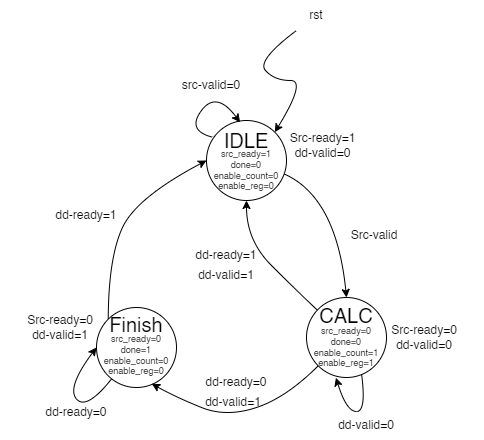 rst
src-valid=0
IDLE
src_ready=1
done=0
enable_count=0
enable_reg=0
Src-ready=1
dd-valid=0
dd-ready=1
Src-valid
dd-ready=1
dd-valid=1
Src-ready=0
dd-valid=1
Finish
src_ready=0
done=1
enable_count=0
enable_reg=0
CALC
src_ready=0
done=0
enable_count=1
enable_reg=1
Src-ready=0
dd-valid=0
dd-ready=0
dd-valid=1
dd-ready=0
dd-valid=0